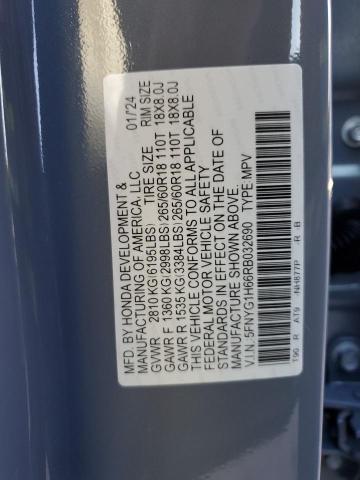 MFD. BY HONDA DEVELOPMENT & 01/24
MANUFACTURING OF AMERICA, LLC
TIRE SIZE RIM SIZE
GVWR 2810 KG(6195LBS)
GAWR F 1360 KG(2998LBS) 265/60R18 110T 18X8.0J
GAWR R 1535 KG(3384LBS) 265/60R18 110T 18X8.0J
THIS VEHICLE CONFORMS TO ALL APPLICABLE
FEDERAL MOTOR VEHICLE SAFETY
STANDARDS IN EFFECT ON THE DATE OF
MANUFACTURE SHOWN ABOVE.
V.I.N. 5FNYG1H66RB032690 TYPE MPV
T90 R AT9 NH877P R B